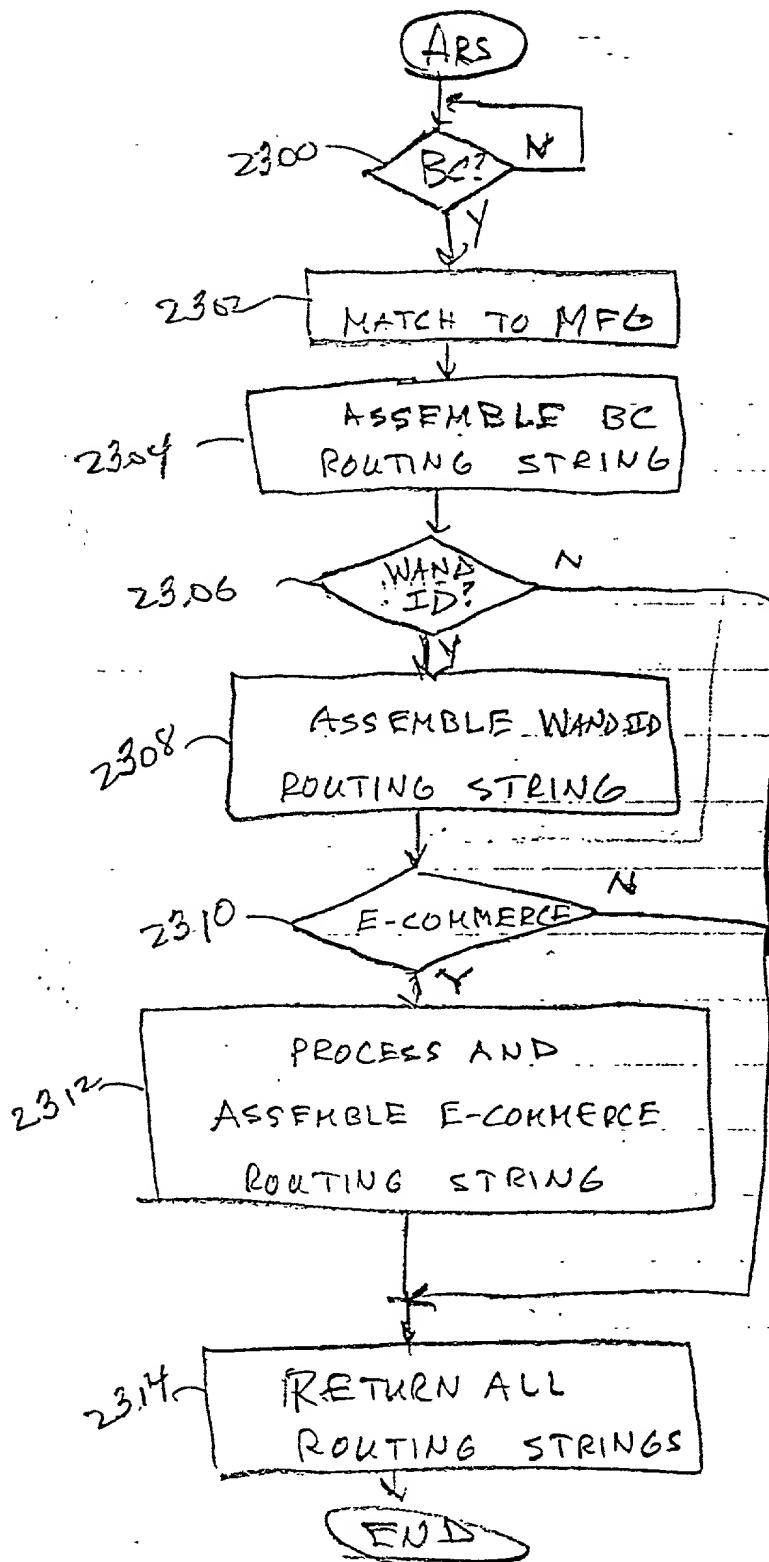 ARS
2300
BC?
N
Y
2302
MATCH TO MFG
2304
ASSEMBLE BC
ROUTING STRING
2306
WAND
ID?
N
Y
2308
ASSEMBLE WAND ID
ROUTING STRING
2310
E-COMMERCE
N
Y
2312
PROCESS AND
ASSEMBLE E-COMMERCE
ROUTING STRING
2314
RETURN ALL
ROUTING STRINGS
END